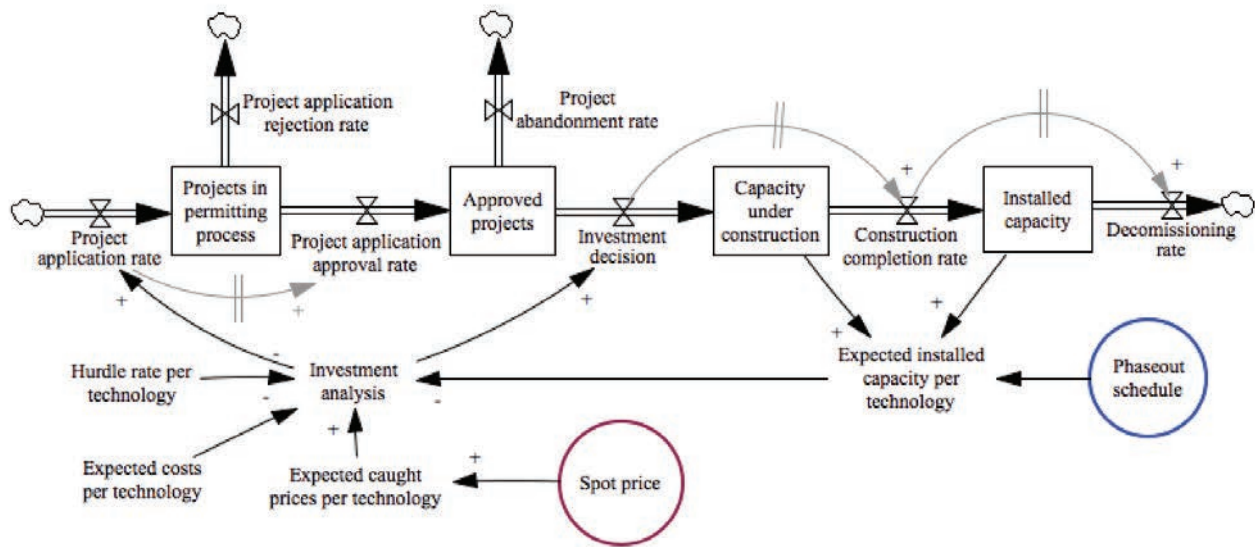 Project application
rejection rate
Project
abandonment rate
Projects in
permitting
process
Approved
projects
Capacity
under
construction
Installed
capacity
Project
application rate
Project application
approval rate
Investment
decision
Construction
completion rate
Decomissioning
rate
+
+
+
+
+
+
+
Hurdle rate per
technology
-
Investment
analysis
-
-
Expected installed
capacity per
technology
Phaseout
schedule
+
+
Expected costs
per technology
Expected caught
prices per technology
Spot price